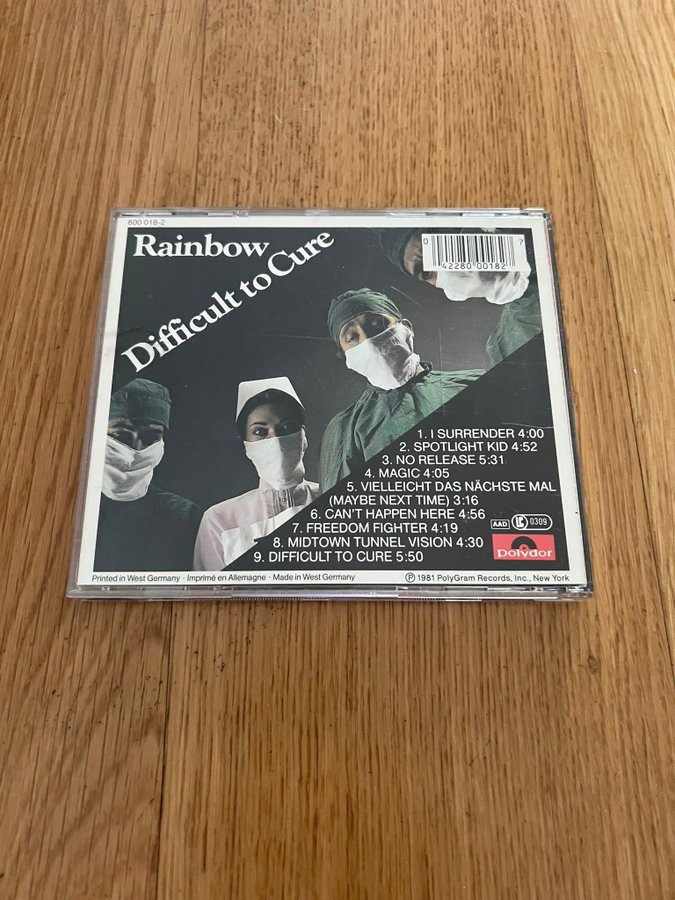 800 018-2
Rainbow
Difficult to Cure
0 42280 00182 7
1. I SURRENDER 4:00
2. SPOTLIGHT KID 4:52
3. NO RELEASE 5:31
4. MAGIC 4:05
5. VIELLEICHT DAS NÄCHSTE MAL
(MAYBE NEXT TIME) 3:16
6. CAN'T HAPPEN HERE 4:56
7. FREEDOM FIGHTER 4:19
8. MIDTOWN TUNNEL VISION 4:30
9. DIFFICULT TO CURE 5:50
AAD LC 0309
polydor
Printed in West Germany · Imprimé en Allemagne · Made in West Germany
℗ 1981 PolyGram Records, Inc., New York